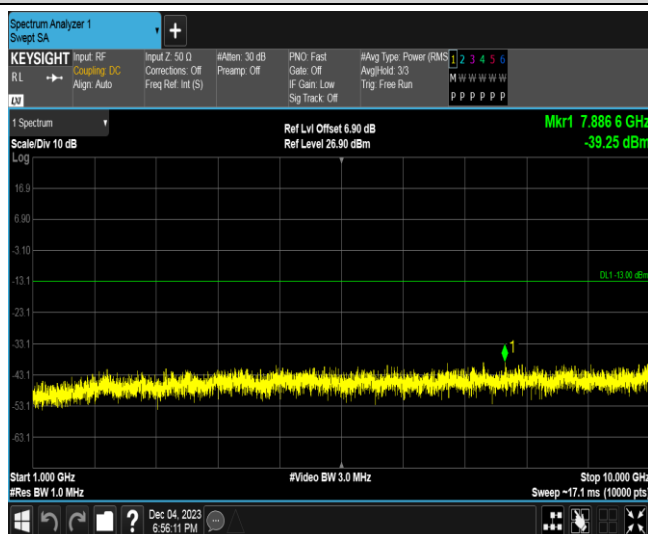 Spectrum Analyzer 1
Swept SA
+
KEYSIGHT
RL
LXI
Input: RF
Coupling: DC
Align: Auto
Input Z: 50 Ω
Corrections: Off
Freq Ref: Int (S)
#Atten: 30 dB
Preamp: Off
PNO: Fast
Gate: Off
IF Gain: Low
Sig Track: Off
#Avg Type: Power (RMS
Avg|Hold: 3/3
Trig: Free Run
1 2 3 4 5 6
M W W W W W
P P P P P P
1 Spectrum
Scale/Div 10 dB
Log
Ref Lvl Offset 6.90 dB
Ref Level 26.90 dBm
Mkr1 7.886 6 GHz
-39.25 dBm
16.9
6.90
-3.10
-13.1
DL1 -13.00 dBm
-23.1
-33.1
1
-43.1
-53.1
-63.1
Start 1.000 GHz
#Res BW 1.0 MHz
#Video BW 3.0 MHz
Stop 10.000 GHz
Sweep ~17.1 ms (10000 pts)
?
Dec 04, 2023
6:56:11 PM